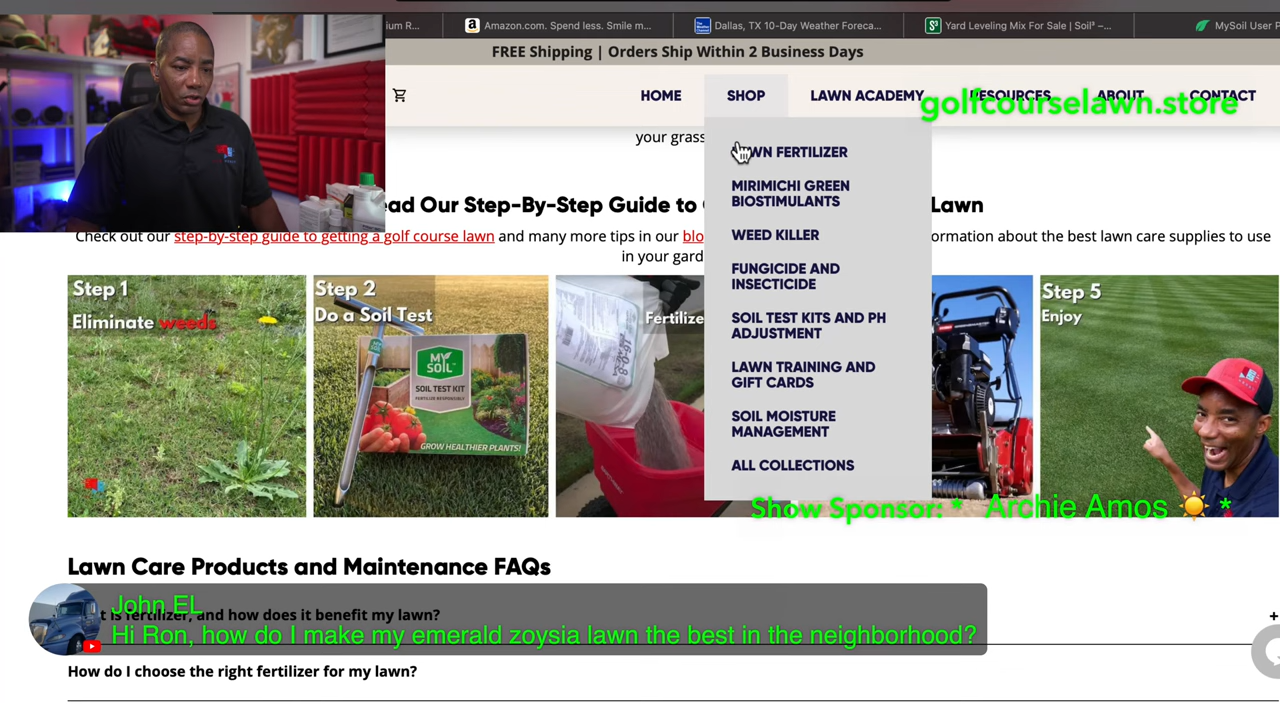 ium R...
Amazon.com. Spend less. Smile m...
Dallas, TX 10-Day Weather Foreca...
Yard Leveling Mix For Sale | Soil³ –...
MySoil User P
FREE Shipping | Orders Ship Within 2 Business Days
HOME SHOP LAWN ACADEMY RESOURCES ABOUT CONTACT
golfcourselawn.store
your grass
LAWN FERTILIZER
MIRIMICHI GREEN
BIOSTIMULANTS
WEED KILLER
FUNGICIDE AND
INSECTICIDE
SOIL TEST KITS AND PH
ADJUSTMENT
LAWN TRAINING AND
GIFT CARDS
SOIL MOISTURE
MANAGEMENT
ALL COLLECTIONS
ead Our Step-By-Step Guide to Lawn
Check out our step-by-step guide to getting a golf course lawn and many more tips in our blo ormation about the best lawn care supplies to use
in your gard
Step 1
Eliminate weeds
Step 2
Do a Soil Test
MY
SOIL
SOIL TEST KIT
FERTILIZE RESPONSIBLY
GROW HEALTHIER PLANTS!
Fertilize
Step 5
Enjoy
Show Sponsor: * Archie Amos ☀️ *
Lawn Care Products and Maintenance FAQs
John EL
t is fertilizer, and how does it benefit my lawn? +
Hi Ron, how do I make my emerald zoysia lawn the best in the neighborhood?
How do I choose the right fertilizer for my lawn?